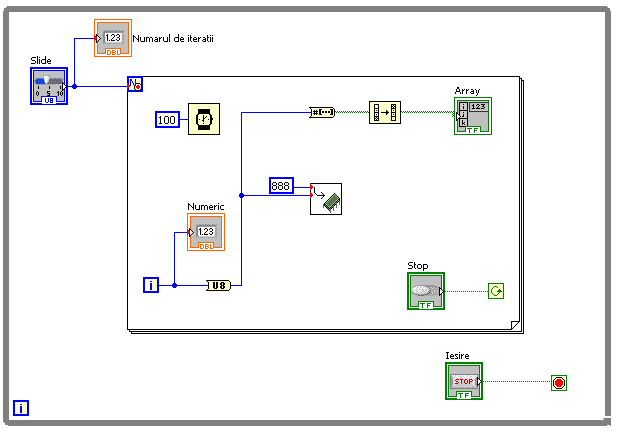 1.23
DBL
Numarul de iteratii
Slide
0 5 10
U8
N
Array
100
#[...]
123
i
j
k
TF
888
Numeric
1.23
DBL
i
U8
Stop
TF
Iesire
STOP
TF
i